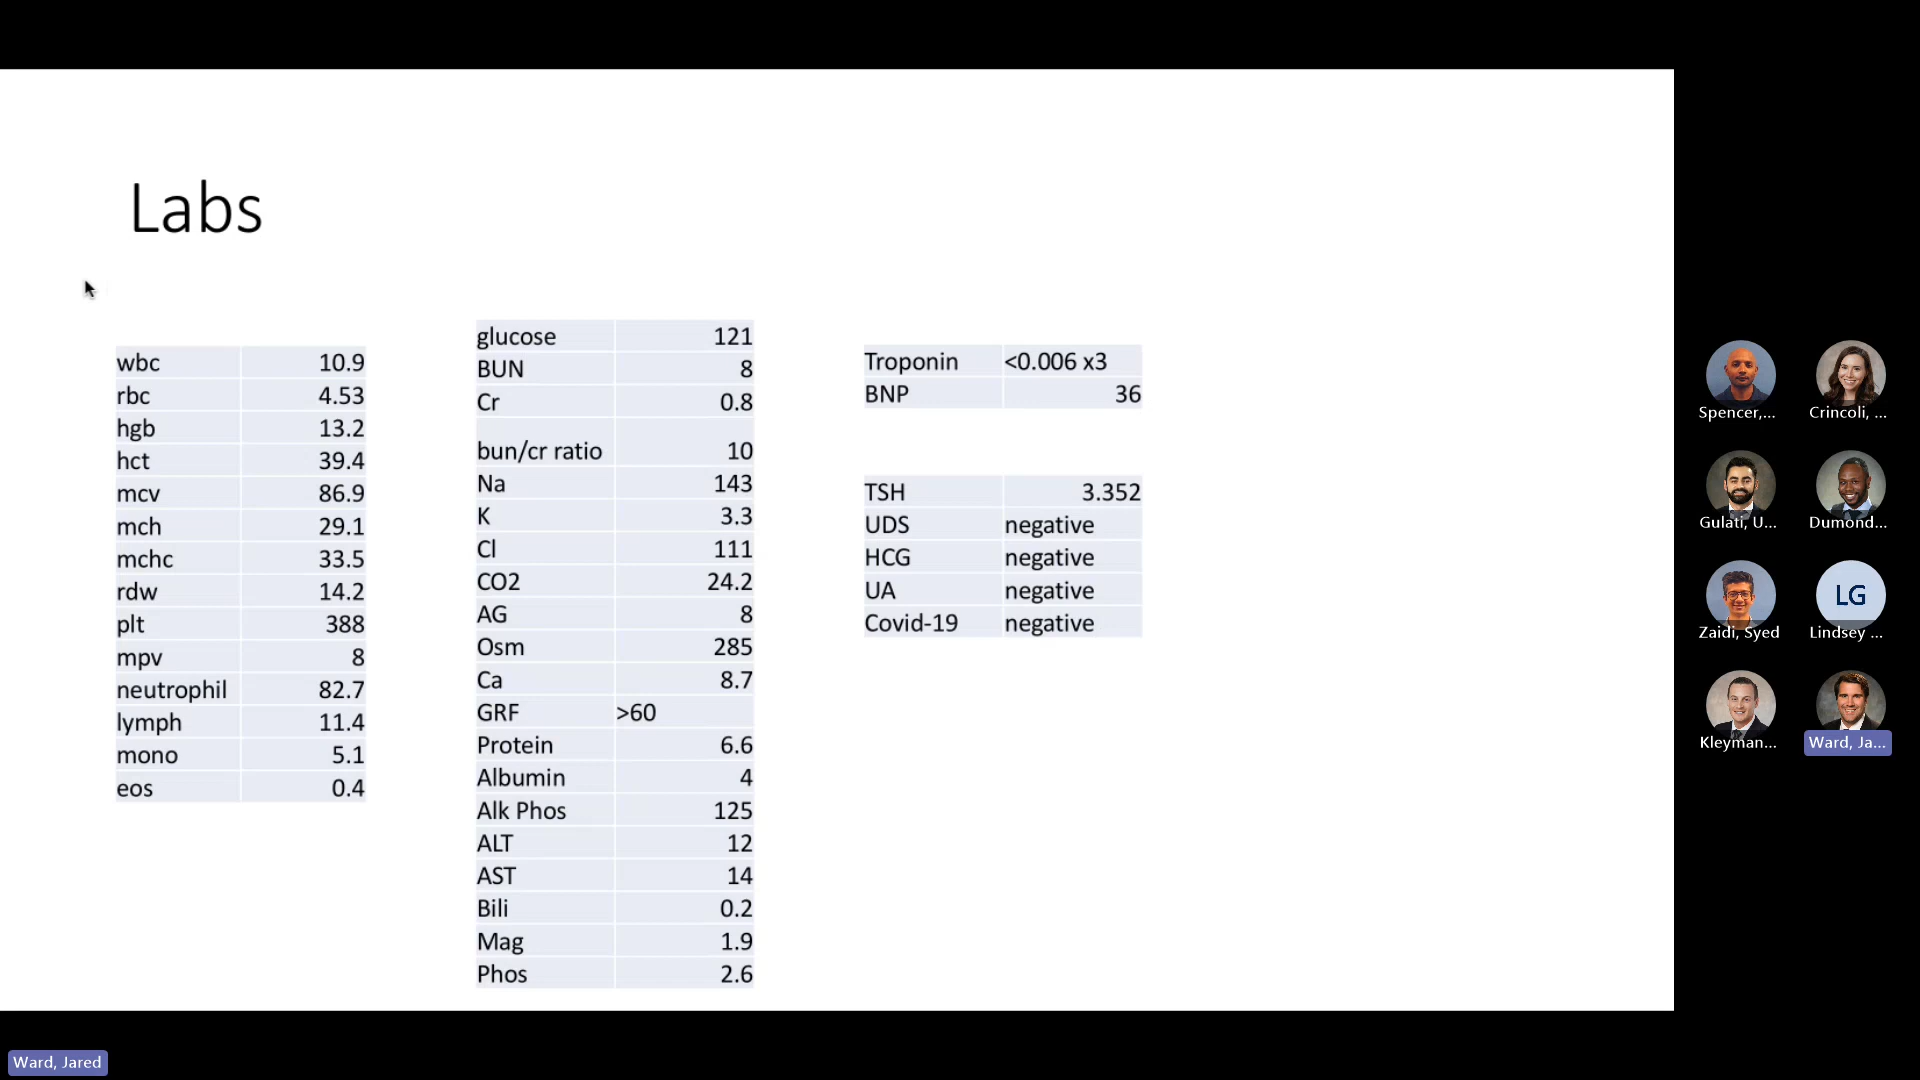 Labs
wbc 10.9
rbc 4.53
hgb 13.2
hct 39.4
mcv 86.9
mch 29.1
mchc 33.5
rdw 14.2
plt 388
mpv 8
neutrophil 82.7
lymph 11.4
mono 5.1
eos 0.4
glucose 121
BUN 8
Cr 0.8
bun/cr ratio 10
Na 143
K 3.3
Cl 111
CO2 24.2
AG 8
Osm 285
Ca 8.7
GRF >60
Protein 6.6
Albumin 4
Alk Phos 125
ALT 12
AST 14
Bili 0.2
Mag 1.9
Phos 2.6
Troponin <0.006 x3
BNP 36
TSH 3.352
UDS negative
HCG negative
UA negative
Covid-19 negative
Spencer,... Crincoli, ...
Gulati, U... Dumond...
LG
Zaidi, Syed Lindsey ...
Kleyman... Ward, Ja...
Ward, Jared